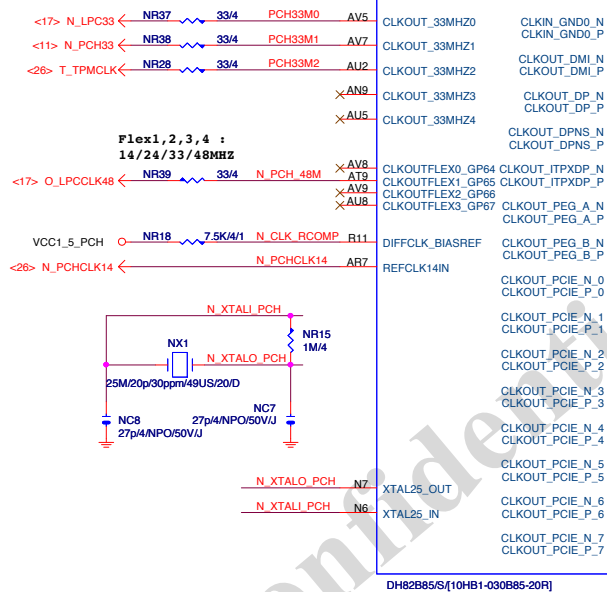 <17> N_LPC33 NR37 33/4 PCH33M0 AV5 CLKOUT_33MHZ0 CLKIN_GND0_N
CLKIN_GND0_P
<11> N_PCH33 NR38 33/4 PCH33M1 AV7 CLKOUT_33MHZ1
CLKOUT_DMI_N
<26> T_TPMCLK NR28 33/4 PCH33M2 AU2 CLKOUT_33MHZ2 CLKOUT_DMI_P
AN9 CLKOUT_33MHZ3 CLKOUT_DP_N
CLKOUT_DP_P
AU5 CLKOUT_33MHZ4
CLKOUT_DPNS_N
CLKOUT_DPNS_P
Flex1,2,3,4 :
14/24/33/48MHZ
AV8 CLKOUTFLEX0_GP64 CLKOUT_ITPXDP_N
<17> O_LPCCLK48 NR39 33/4 N_PCH_48M AT9 CLKOUTFLEX1_GP65 CLKOUT_ITPXDP_P
AV9 CLKOUTFLEX2_GP66
AU8 CLKOUTFLEX3_GP67 CLKOUT_PEG_A_N
CLKOUT_PEG_A_P
VCC1_5_PCH NR18 7.5K/4/1 N_CLK_RCOMP R11 DIFFCLK_BIASREF CLKOUT_PEG_B_N
CLKOUT_PEG_B_P
<26> N_PCHCLK14 N_PCHCLK14 AR7 REFCLK14IN
CLKOUT_PCIE_N_0
CLKOUT_PCIE_P_0
N_XTALI_PCH
CLKOUT_PCIE_N_1
CLKOUT_PCIE_P_1
NR15
1M/4
NX1
N_XTALO_PCH
CLKOUT_PCIE_N_2
CLKOUT_PCIE_P_2
25M/20p/30ppm/49US/20/D
CLKOUT_PCIE_N_3
CLKOUT_PCIE_P_3
NC8
27p/4/NPO/50V/J
NC7
27p/4/NPO/50V/J
CLKOUT_PCIE_N_4
CLKOUT_PCIE_P_4
CLKOUT_PCIE_N_5
CLKOUT_PCIE_P_5
N_XTALO_PCH N7 XTAL25_OUT
N_XTALI_PCH N6 XTAL25_IN
CLKOUT_PCIE_N_6
CLKOUT_PCIE_P_6
CLKOUT_PCIE_N_7
CLKOUT_PCIE_P_7
DH82B85/S/[10HB1-030B85-20R]
onfidenti